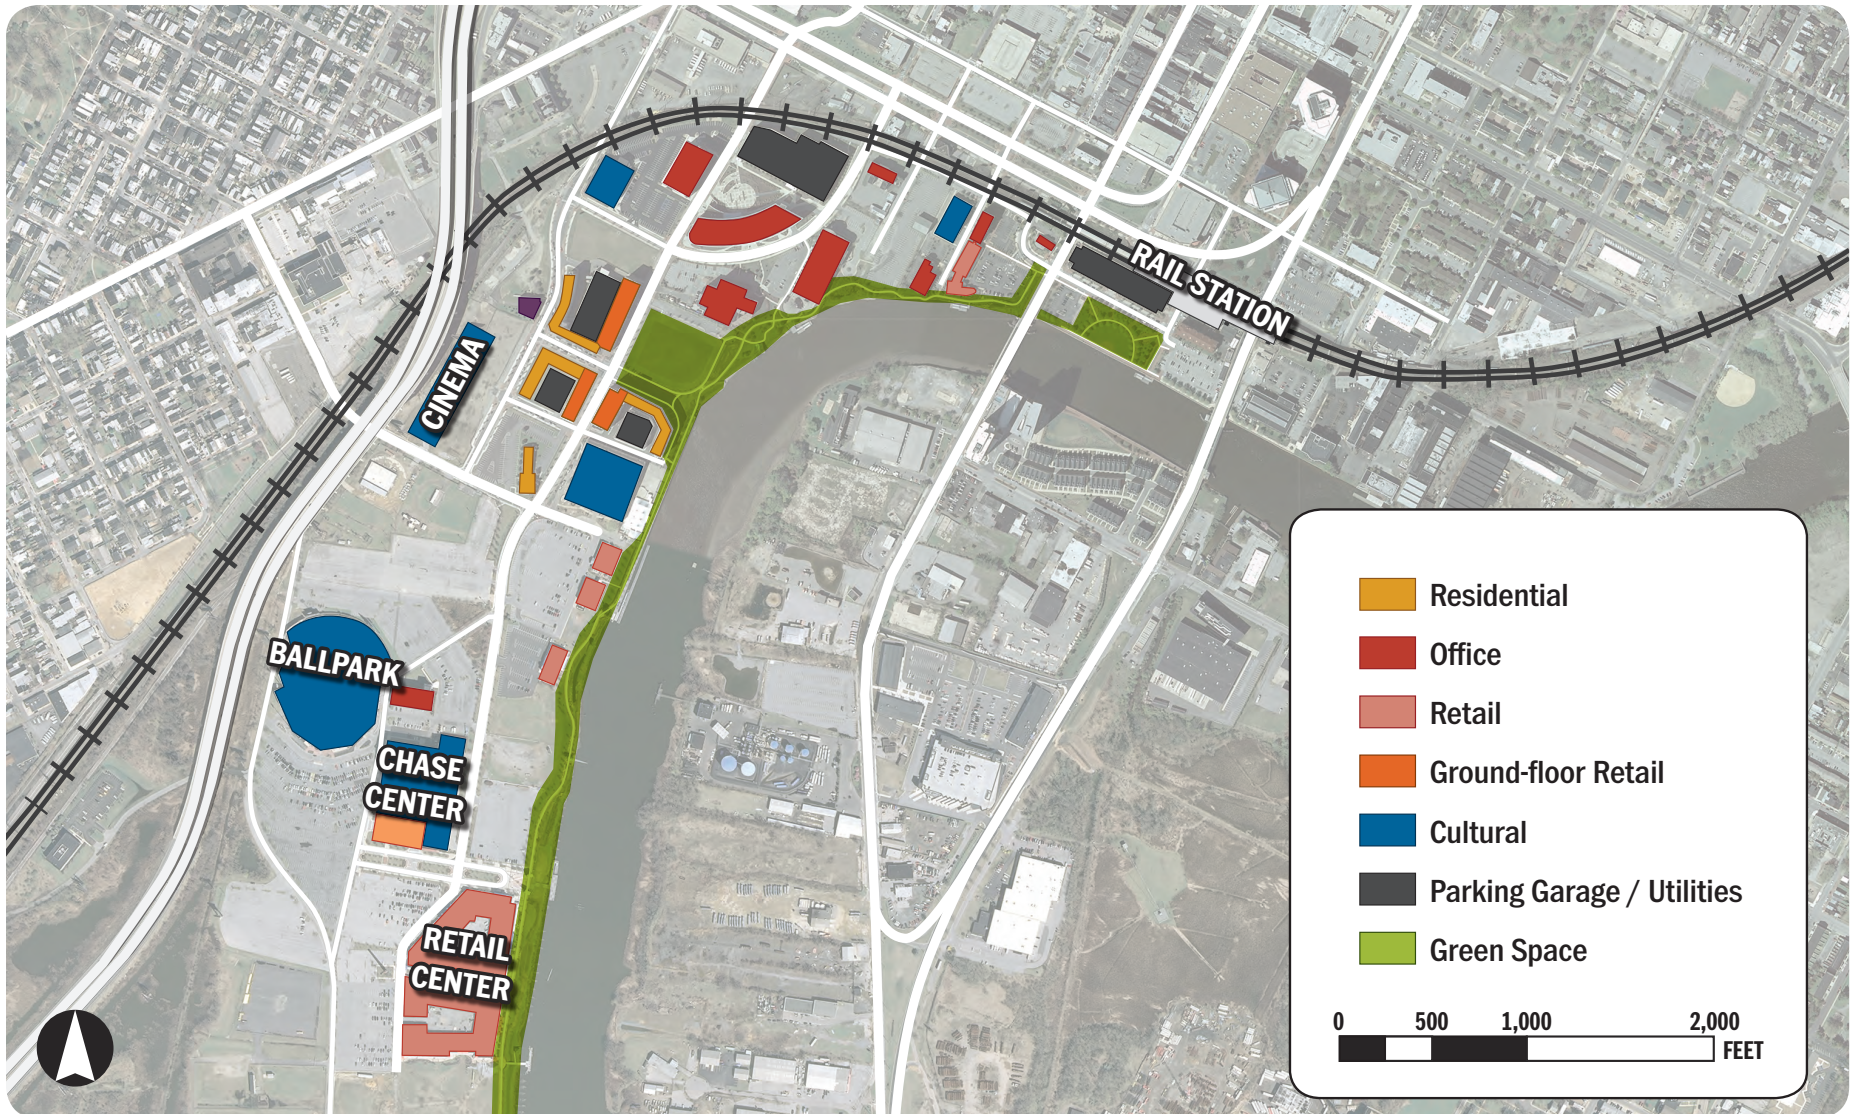 RAIL STATION
CINEMA
BALLPARK
CHASE
CENTER
RETAIL
CENTER
Residential
Office
Retail
Ground-floor Retail
Cultural
Parking Garage / Utilities
Green Space
0 500 1,000 2,000
FEET